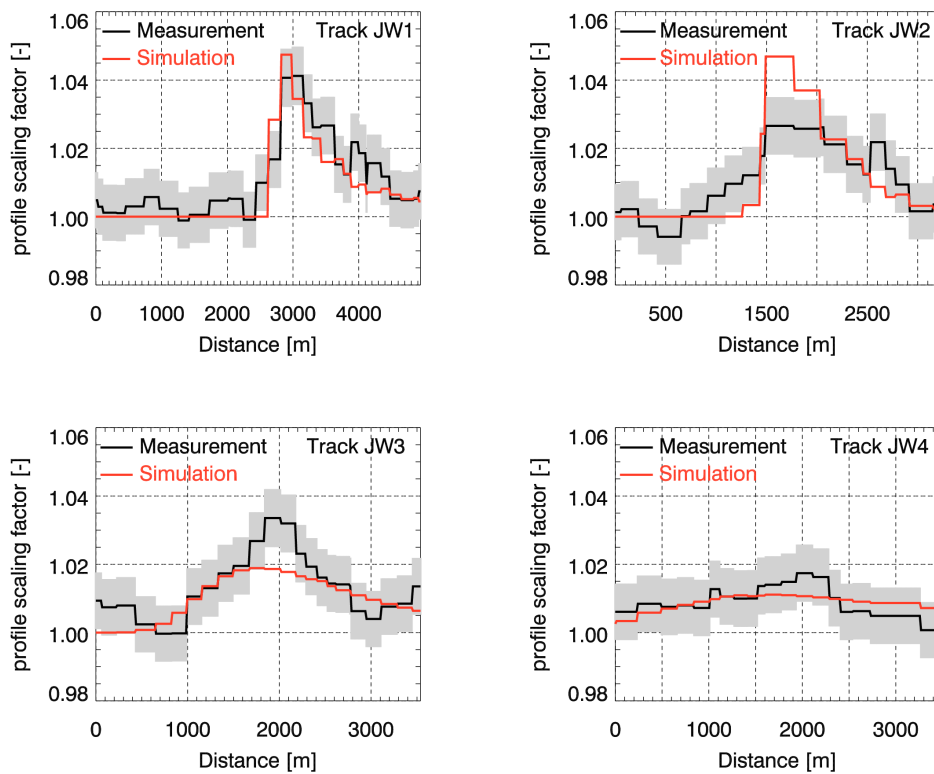 profile scaling factor [-]
1.06
1.04
1.02
1.00
0.98
Measurement
Track JW1
Simulation
0
1000
2000
3000
4000
Distance [m]
profile scaling factor [-]
1.06
1.04
1.02
1.00
0.98
Measurement
Track JW2
Simulation
500
1500
2500
Distance [m]
profile scaling factor [-]
1.06
1.04
1.02
1.00
0.98
Measurement
Track JW3
Simulation
0
1000
2000
3000
Distance [m]
profile scaling factor [-]
1.06
1.04
1.02
1.00
0.98
Measurement
Track JW4
Simulation
0
1000
2000
3000
Distance [m]